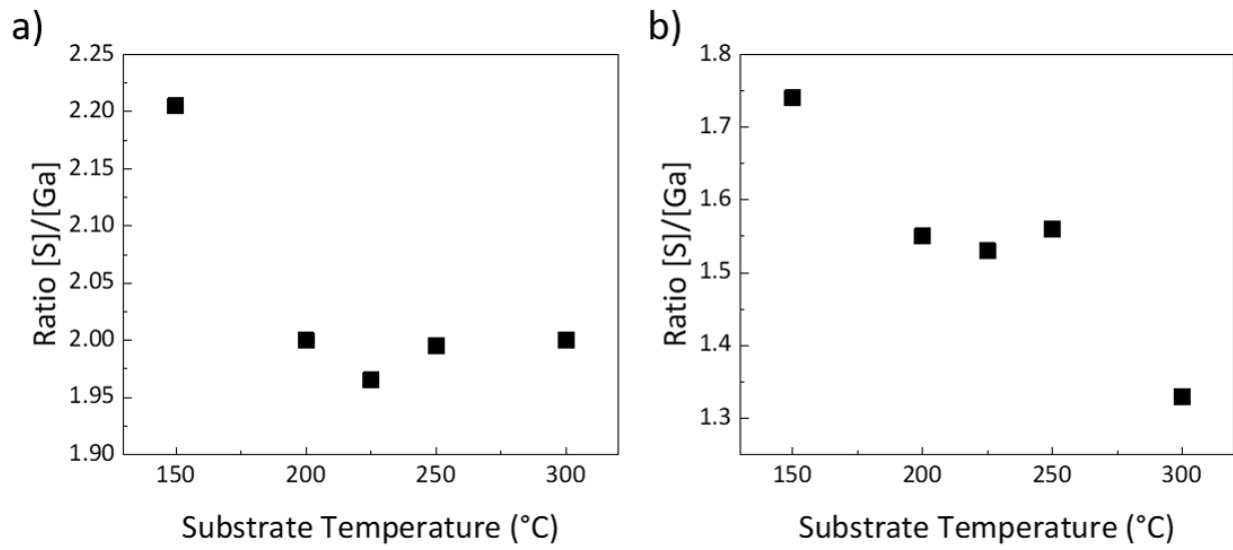 a)
Ratio [S]/[Ga]
2.25
2.20
2.15
2.10
2.05
2.00
1.95
1.90
150 200 250 300
Substrate Temperature (°C)
b)
Ratio [S]/[Ga]
1.8
1.7
1.6
1.5
1.4
1.3
150 200 250 300
Substrate Temperature (°C)